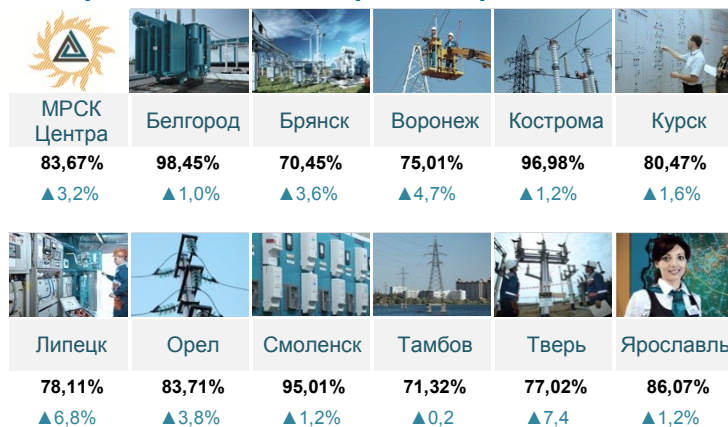 МРСК Центра
Белгород
Брянск
Воронеж
Кострома
Курск
83,67%
98,45%
70,45%
75,01%
96,98%
80,47%
▲3,2%
▲1,0%
▲3,6%
▲4,7%
▲1,2%
▲1,6%
Липецк
Орел
Смоленск
Тамбов
Тверь
Ярославль
78,11%
83,71%
95,01%
71,32%
77,02%
86,07%
▲6,8%
▲3,8%
▲1,2%
▲0,2
▲7,4
▲1,2%